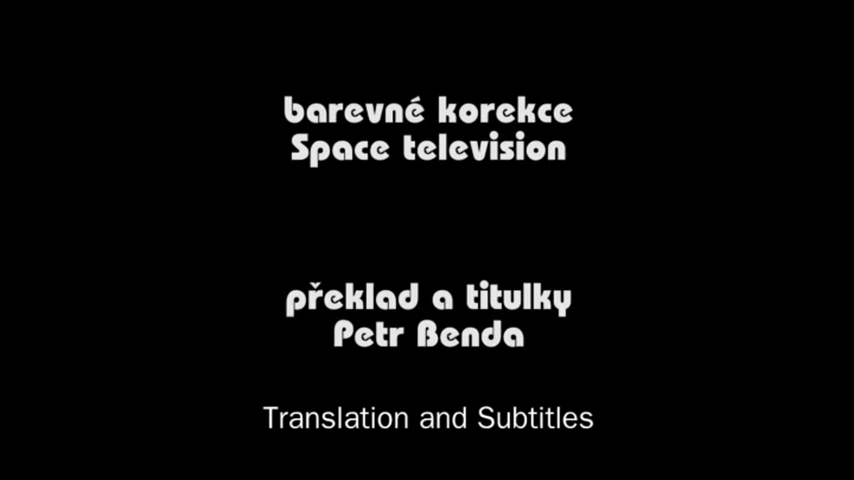 barevné korekce
Space television
překlad a titulky
Petr Benda
Translation and Subtitles